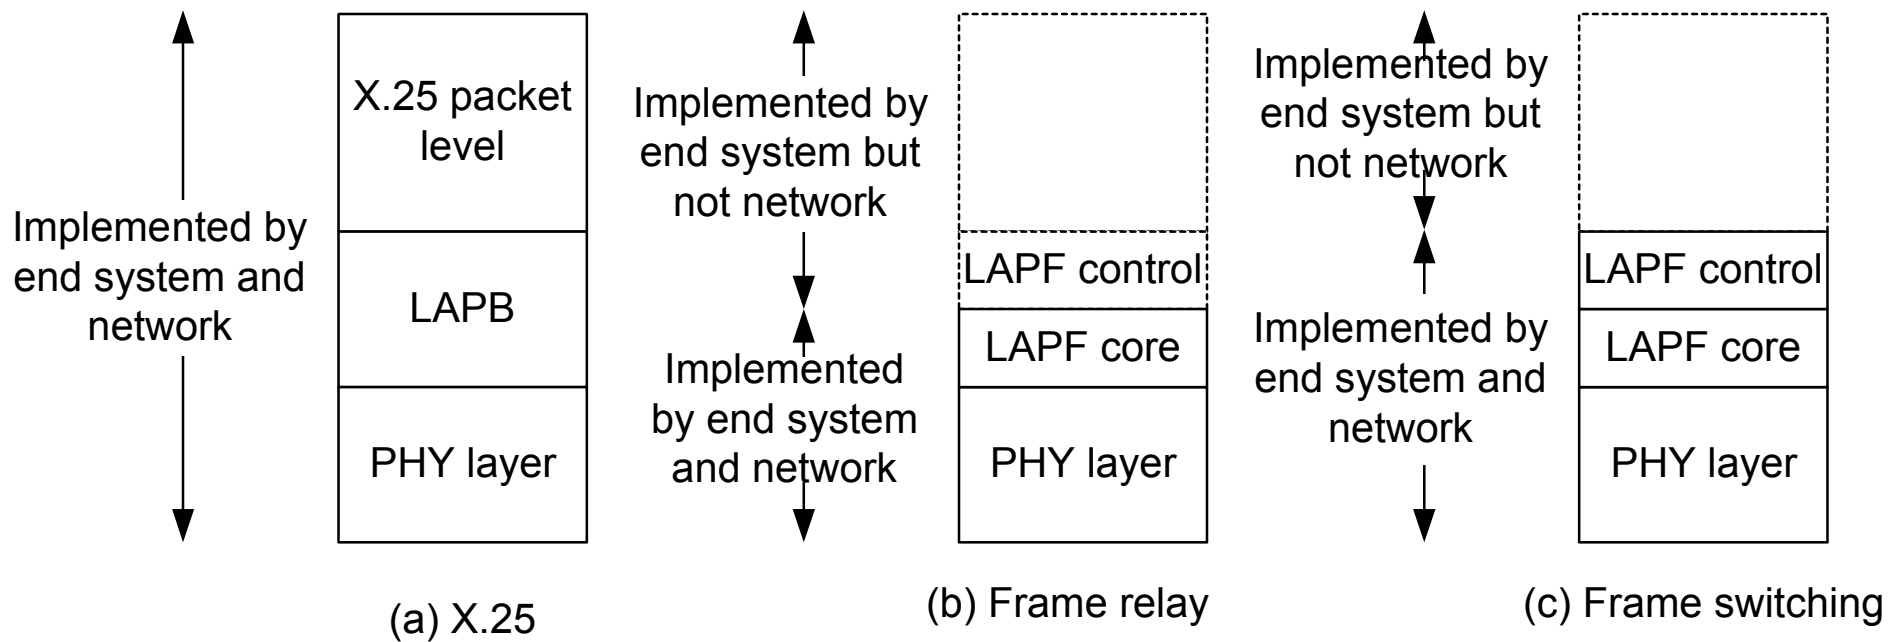 Implemented by
end system and
network
X.25 packet
level
LAPB
PHY layer
(a) X.25
Implemented by
end system but
not network
Implemented
by end system
and network
LAPF control
LAPF core
PHY layer
(b) Frame relay
Implemented by
end system but
not network
Implemented by
end system and
network
LAPF control
LAPF core
PHY layer
(c) Frame switching